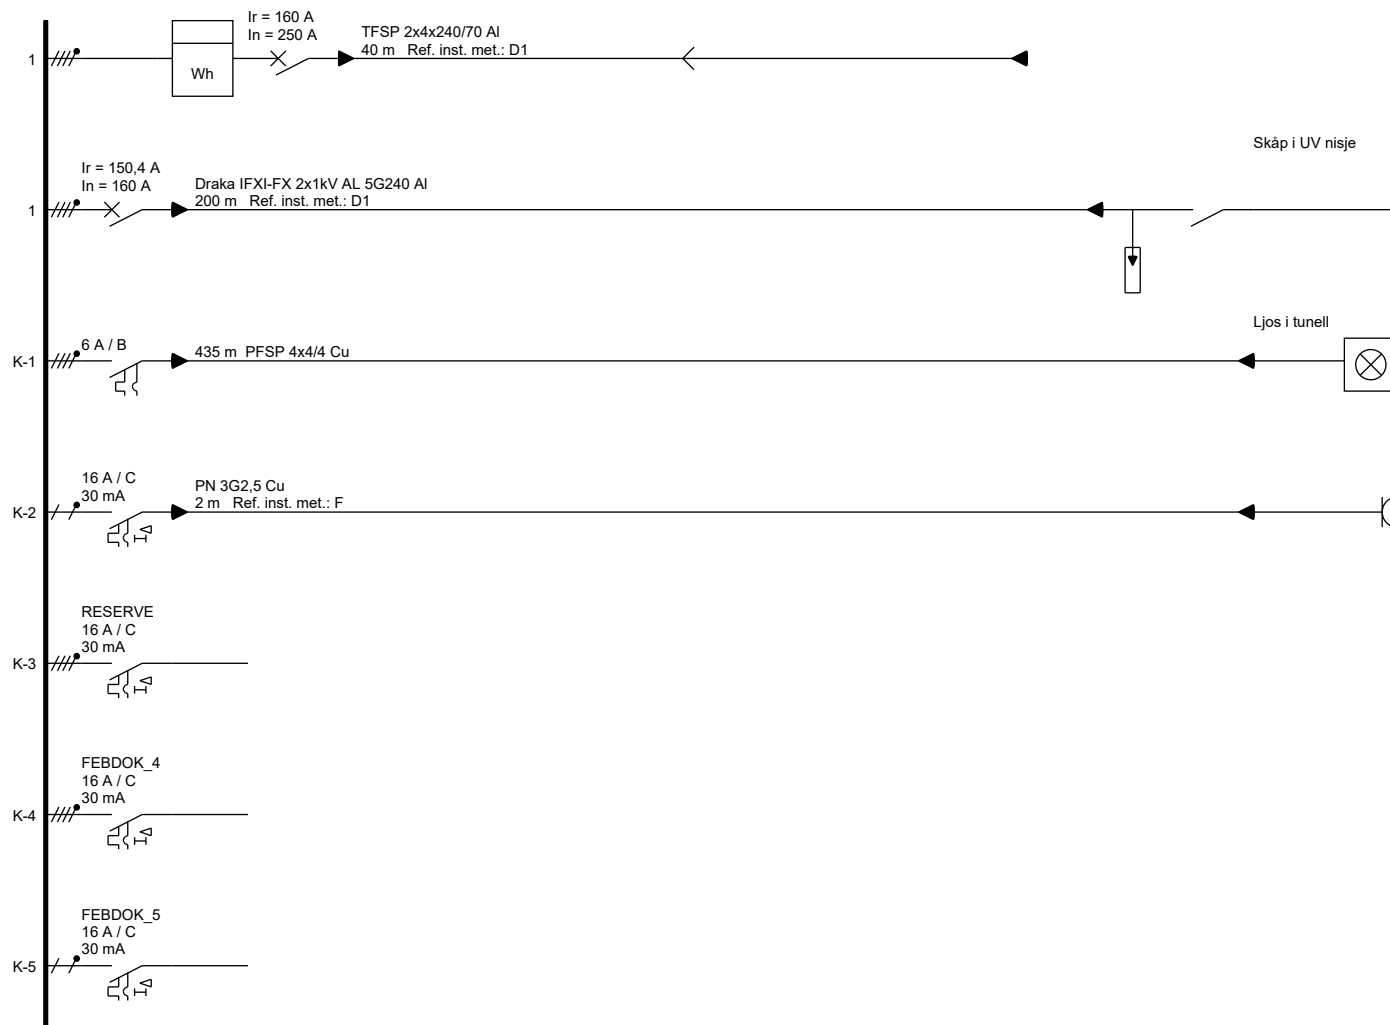 Ir = 160 A
In = 250 A
TFSP 2x4x240/70 Al
40 m   Ref. inst. met.: D1
1
Wh
Skåp i UV nisje
Ir = 150,4 A
In = 160 A
Draka IFXI-FX 2x1kV AL 5G240 Al
200 m   Ref. inst. met.: D1
1
Ljos i tunell
6 A / B
435 m  PFSP 4x4/4 Cu
K-1
16 A / C
30 mA
PN 3G2,5 Cu
2 m   Ref. inst. met.: F
K-2
RESERVE
16 A / C
30 mA
K-3
FEBDOK_4
16 A / C
30 mA
K-4
FEBDOK_5
16 A / C
30 mA
K-5